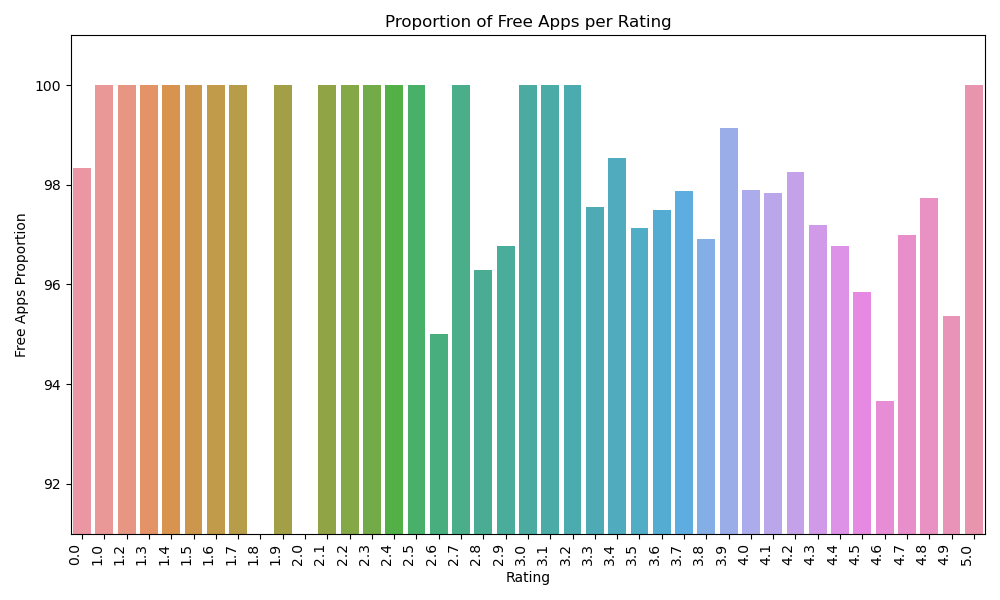 Proportion of Free Apps per Rating
Free Apps Proportion
100
98
96
94
92
0.0 1.0 1.2 1.3 1.4 1.5 1.6 1.7 1.8 1.9 2.0 2.1 2.2 2.3 2.4 2.5 2.6 2.7 2.8 2.9 3.0 3.1 3.2 3.3 3.4 3.5 3.6 3.7 3.8 3.9 4.0 4.1 4.2 4.3 4.4 4.5 4.6 4.7 4.8 4.9 5.0
Rating